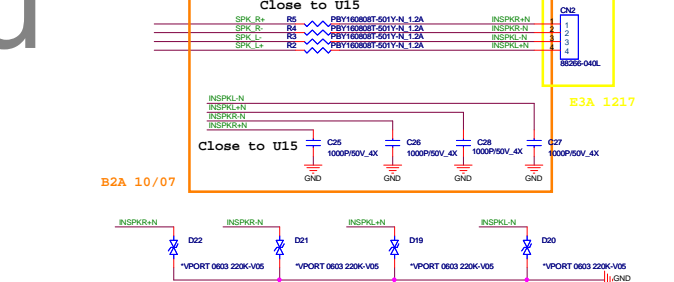 Close to U15
CN2
SPK_R+ R5 PBY160808T-501Y-N_1.2A INSPKR+N 1 1
SPK_R- R4 PBY160808T-501Y-N_1.2A INSPKR-N 2 2
SPK_L- R3 PBY160808T-501Y-N_1.2A INSPKL-N 3 3
SPK_L+ R2 PBY160808T-501Y-N_1.2A INSPKL+N 4 4
88266-040L
E3A 1217
INSPKL-N
INSPKL+N
INSPKR-N
INSPKR+N
Close to U15 C25 C26 C28 C27
1000P/50V_4X 1000P/50V_4X 1000P/50V_4X 1000P/50V_4X
GND GND GND GND
B2A 10/07
INSPKR+N INSPKR-N INSPKL+N INSPKL-N
D22 D21 D19 D20
*VPORT 0603 220K-V05 *VPORT 0603 220K-V05 *VPORT 0603 220K-V05 *VPORT 0603 220K-V05
GND